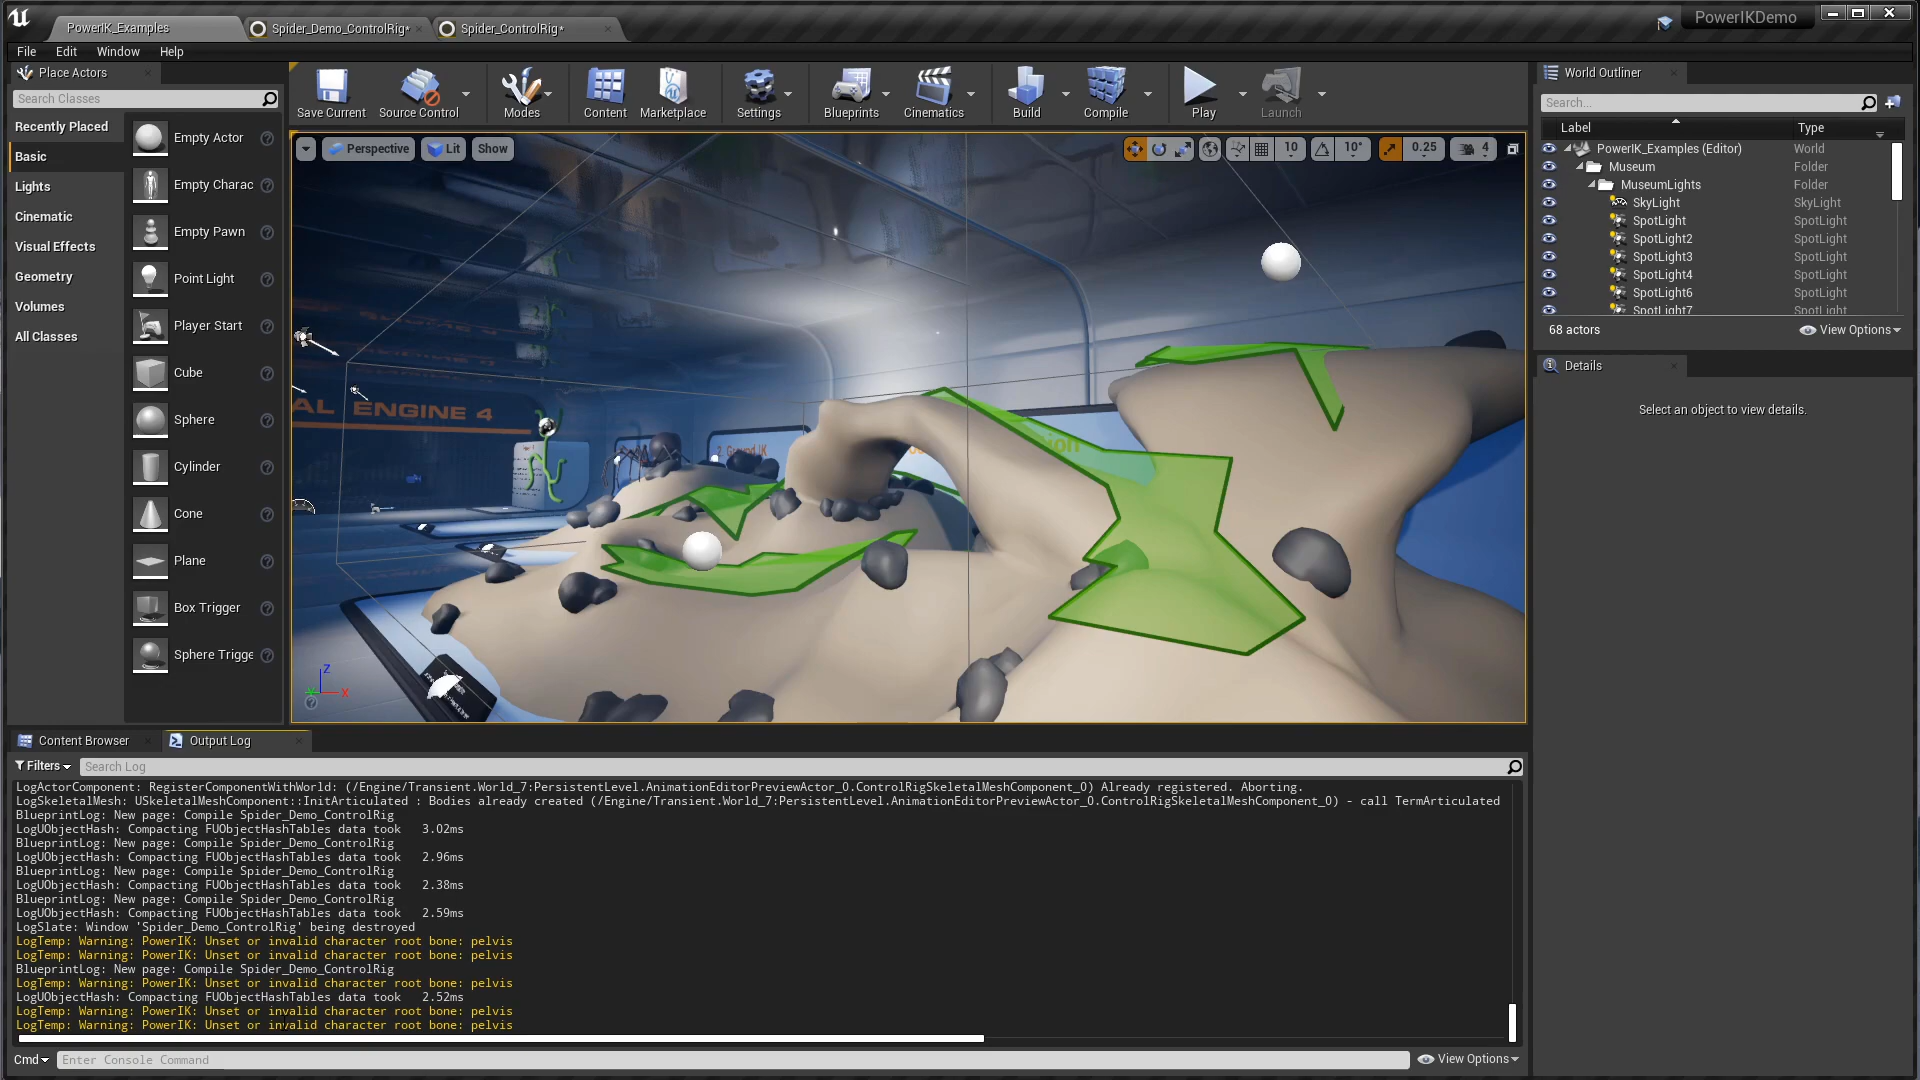 PowerIK_Examples
Spider_Demo_ControlRig*
Spider_ControlRig*
PowerIKDemo
File Edit Window Help
Place Actors
Search Classes
Recently Placed
Basic
Lights
Cinematic
Visual Effects
Geometry
Volumes
All Classes
Empty Actor
Empty Charac
Empty Pawn
Point Light
Player Start
Cube
Sphere
Cylinder
Cone
Plane
Box Trigger
Sphere Trigge
Save Current
Source Control
Modes
Content
Marketplace
Settings
Blueprints
Cinematics
Build
Compile
Play
Launch
Perspective
Lit
Show
10
10°
0.25
4
AL ENGINE 4
2 Ground IK
tion
Z
X
World Outliner
Search...
Label Type
PowerIK_Examples (Editor) World
Museum Folder
MuseumLights Folder
SkyLight SkyLight
SpotLight SpotLight
SpotLight2 SpotLight
SpotLight3 SpotLight
SpotLight4 SpotLight
SpotLight6 SpotLight
SpotLight7 SpotLight
68 actors
View Options
Details
Select an object to view details.
Content Browser
Output Log
Filters
Search Log
LogActorComponent: RegisterComponentWithWorld: (/Engine/Transient.World_7:PersistentLevel.AnimationEditorPreviewActor_0.ControlRigSkeletalMeshComponent_0) Already registered. Aborting.
LogSkeletalMesh: USkeletalMeshComponent::InitArticulated : Bodies already created (/Engine/Transient.World_7:PersistentLevel.AnimationEditorPreviewActor_0.ControlRigSkeletalMeshComponent_0) - call TermArticulated
BlueprintLog: New page: Compile Spider_Demo_ControlRig
LogUObjectHash: Compacting FUObjectHashTables data took 3.02ms
BlueprintLog: New page: Compile Spider_Demo_ControlRig
LogUObjectHash: Compacting FUObjectHashTables data took 2.96ms
BlueprintLog: New page: Compile Spider_Demo_ControlRig
LogUObjectHash: Compacting FUObjectHashTables data took 2.38ms
BlueprintLog: New page: Compile Spider_Demo_ControlRig
LogUObjectHash: Compacting FUObjectHashTables data took 2.59ms
LogSlate: Window 'Spider_Demo_ControlRig' being destroyed
LogTemp: Warning: PowerIK: Unset or invalid character root bone: pelvis
LogTemp: Warning: PowerIK: Unset or invalid character root bone: pelvis
BlueprintLog: New page: Compile Spider_Demo_ControlRig
LogTemp: Warning: PowerIK: Unset or invalid character root bone: pelvis
LogUObjectHash: Compacting FUObjectHashTables data took 2.52ms
LogTemp: Warning: PowerIK: Unset or invalid character root bone: pelvis
LogTemp: Warning: PowerIK: Unset or invalid character root bone: pelvis
Cmd
Enter Console Command
View Options